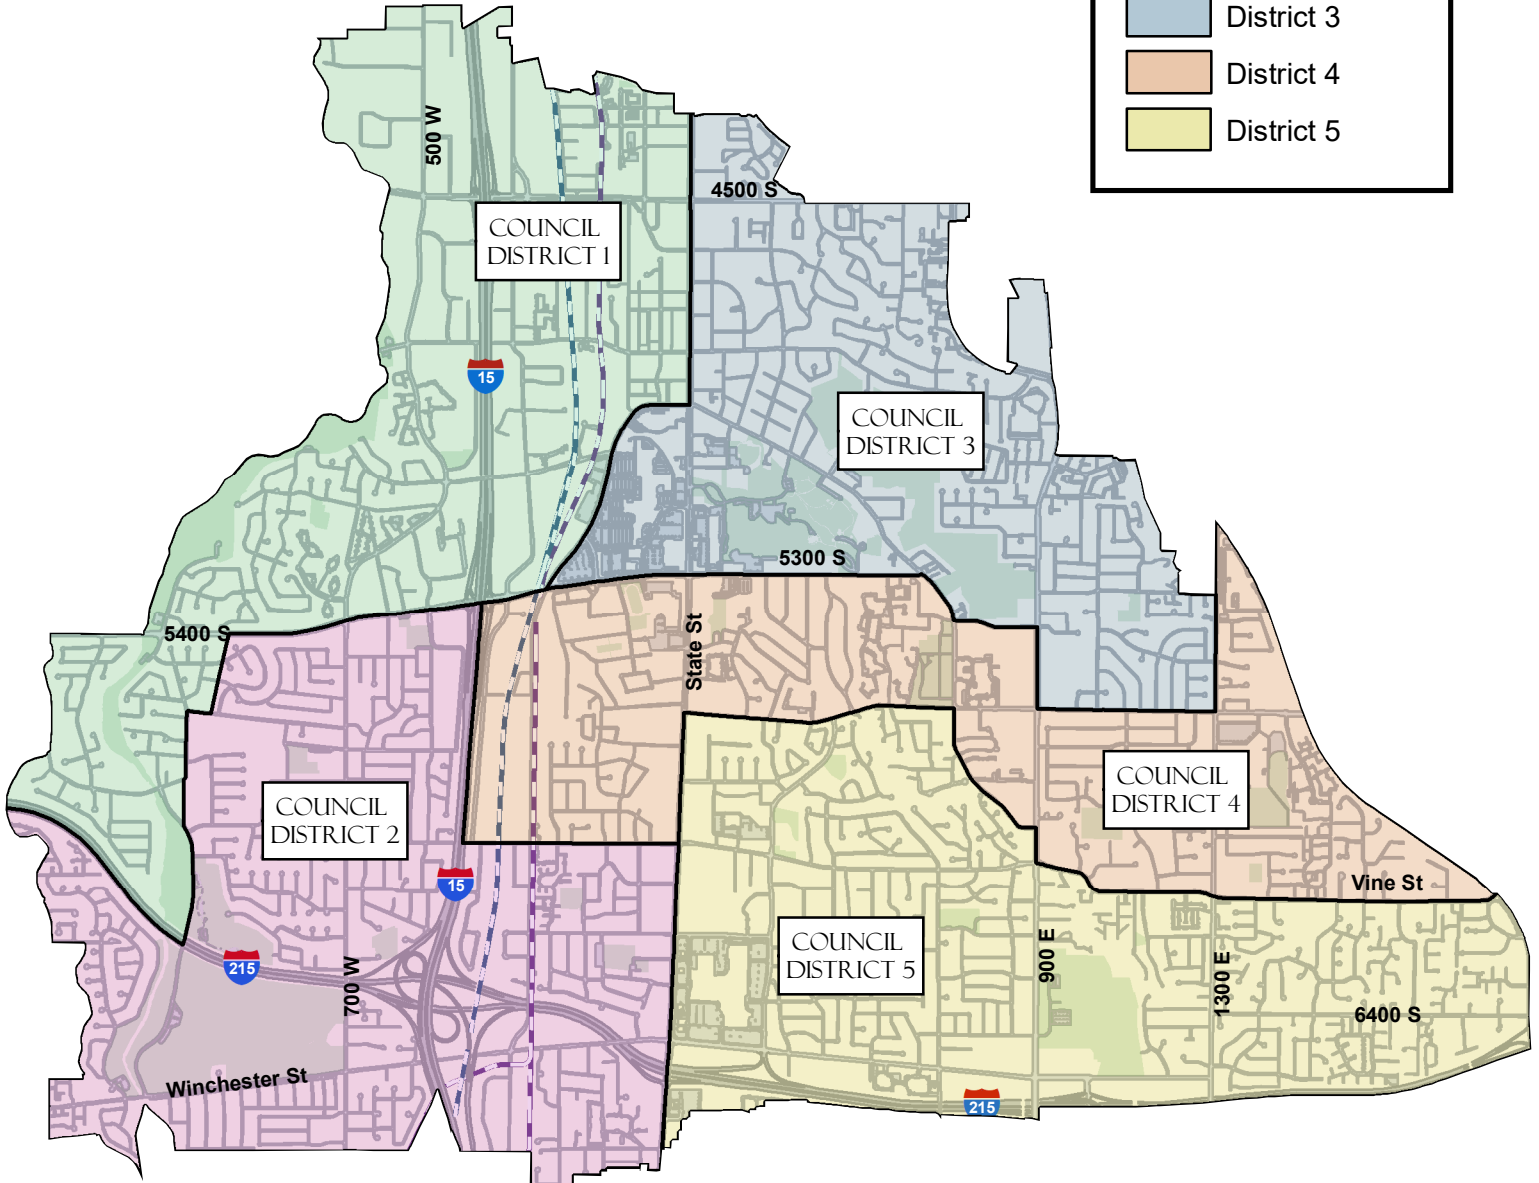 District 3
District 4
District 5
500 W
4500 S
COUNCIL
DISTRICT 1
15
COUNCIL
DISTRICT 3
5300 S
5400 S
State St
COUNCIL
DISTRICT 2
COUNCIL
DISTRICT 4
15
Vine St
COUNCIL
DISTRICT 5
900 E
1300 E
215
700 W
6400 S
Winchester St
215